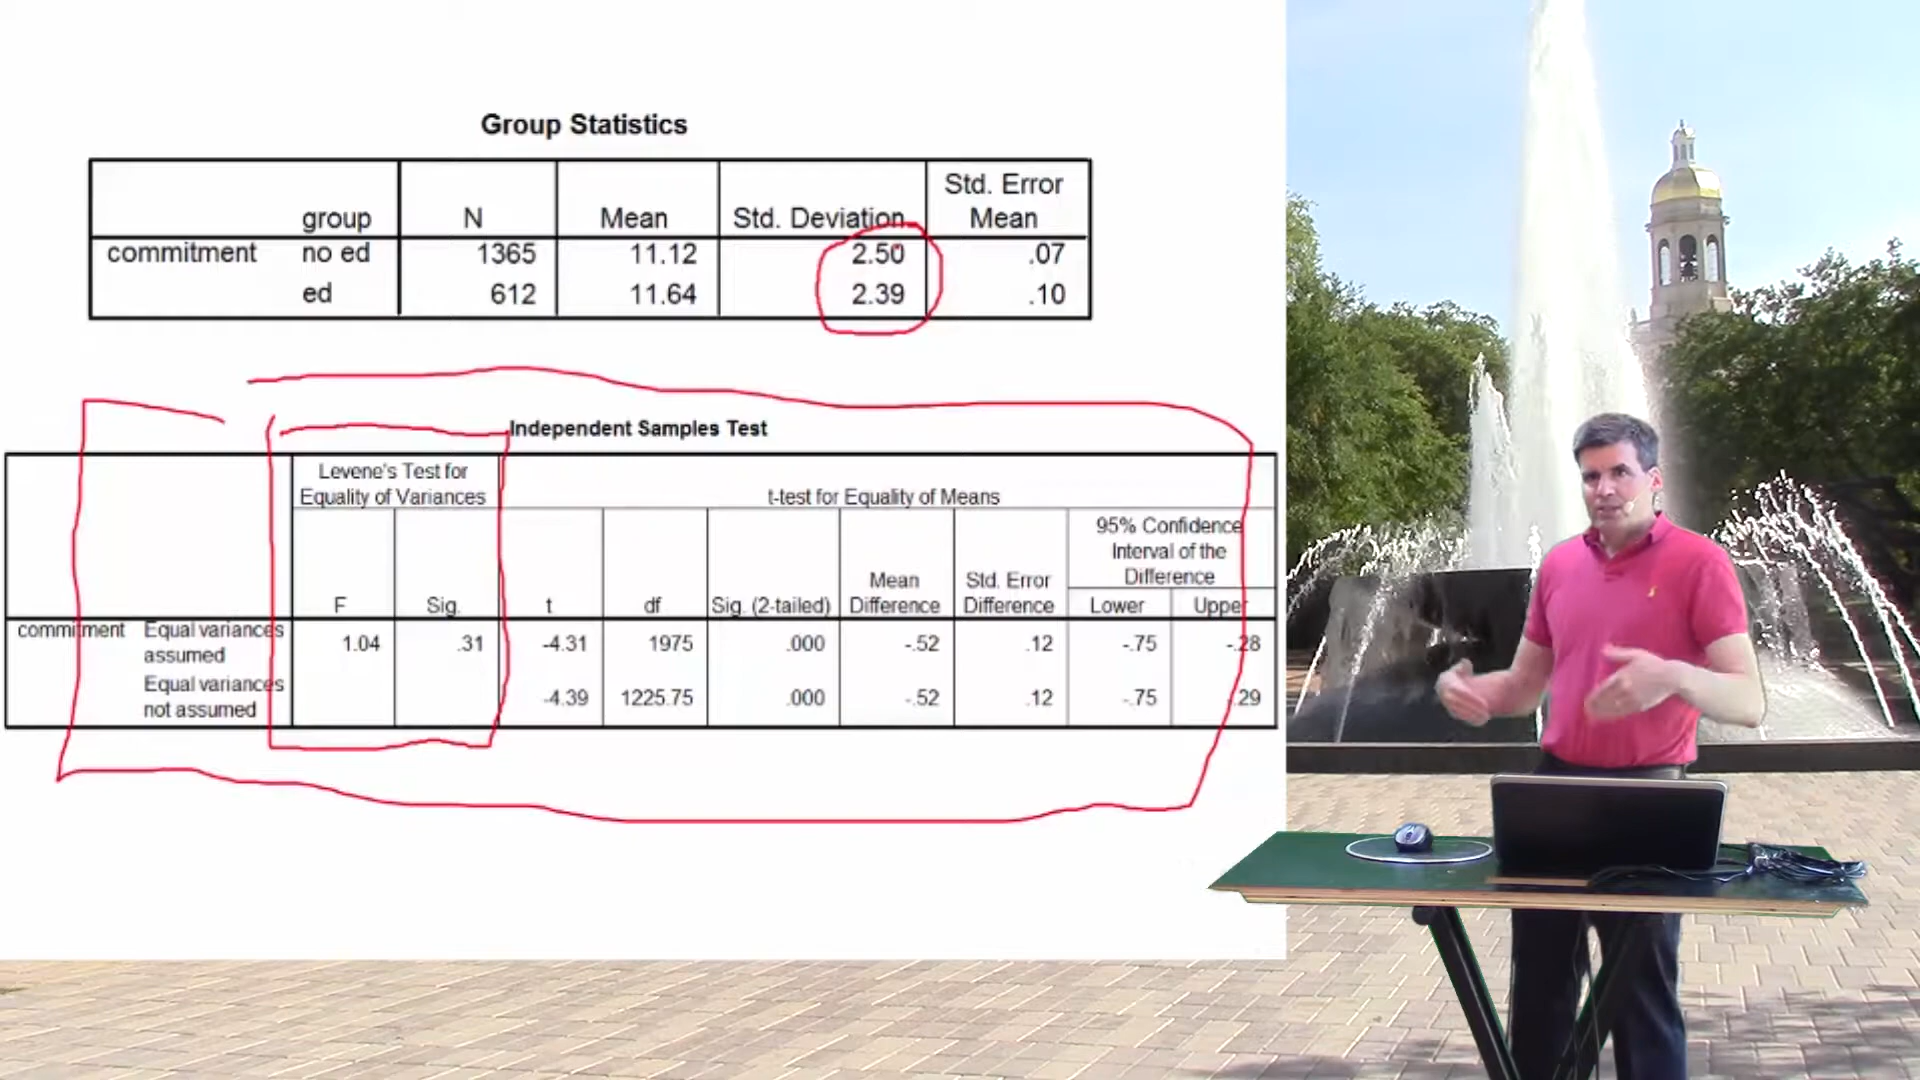 Group Statistics
group N Mean Std. Deviation Std. Error Mean
commitment no ed 1365 11.12 2.50 .07
ed 612 11.64 2.39 .10
Independent Samples Test
Levene's Test for Equality of Variances
t-test for Equality of Means
95% Confidence Interval of the Difference
F Sig. t df Sig. (2-tailed) Mean Difference Std. Error Difference Lower Upper
commitment Equal variances assumed 1.04 .31 -4.31 1975 .000 -.52 .12 -.75 -.28
Equal variances not assumed -4.39 1225.75 .000 -.52 .12 -.75 .29